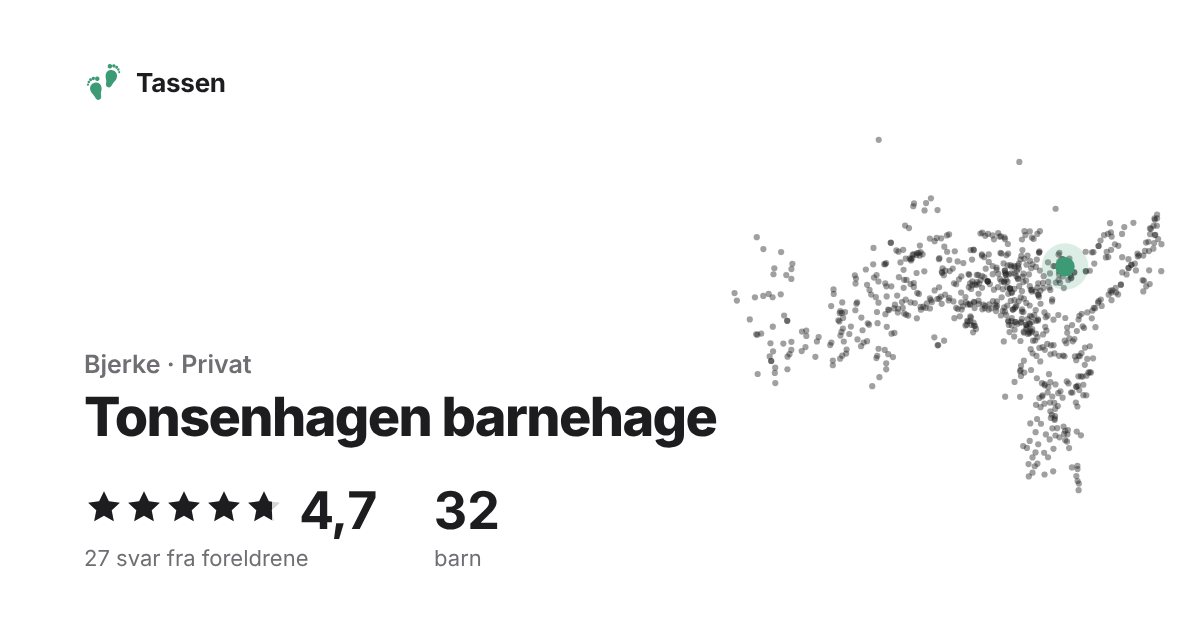 Tassen
Bjerke · Privat
Tonsenhagen barnehage
4,7
27 svar fra foreldrene
32
barn